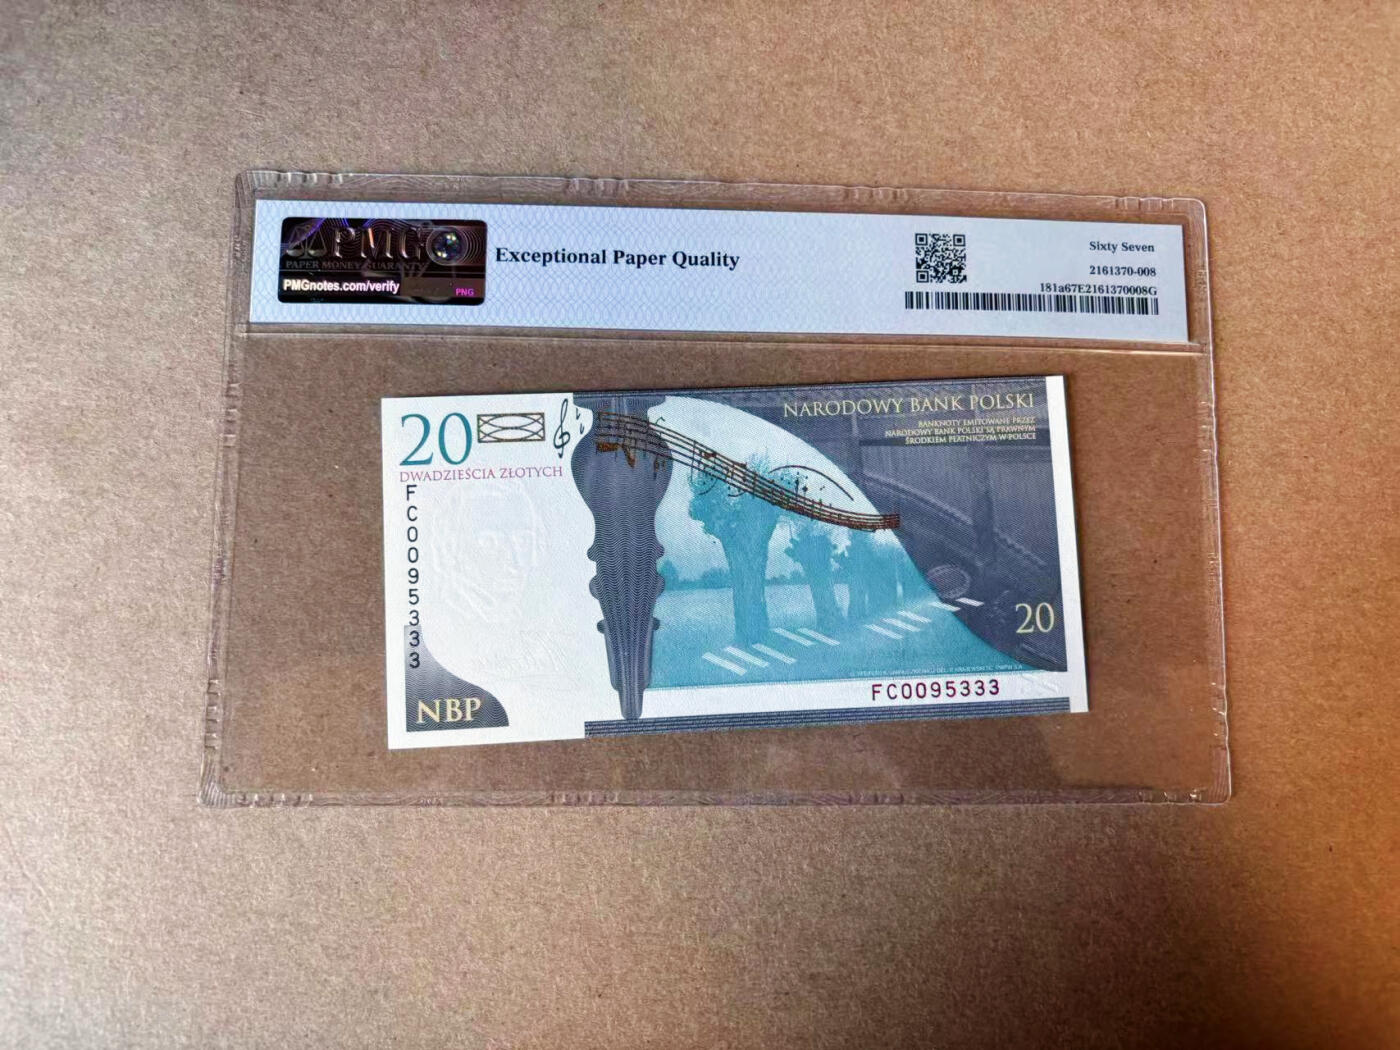 PMG
PAPER MONEY GUARANTY
PMGnotes.com/verify
PNG
Exceptional Paper Quality
Sixty Seven
2161370-008
181a67E2161370008G
20
DWADZIEŚCIA ZŁOTYCH
FC0095333
NBP
NARODOWY BANK POLSKI
BANKNOTY EMITOWANE PRZEZ
NARODOWY BANK POLSKI SĄ PRAWNYM
ŚRODKIEM PŁATNICZYM W POLSCE
20
FC0095333